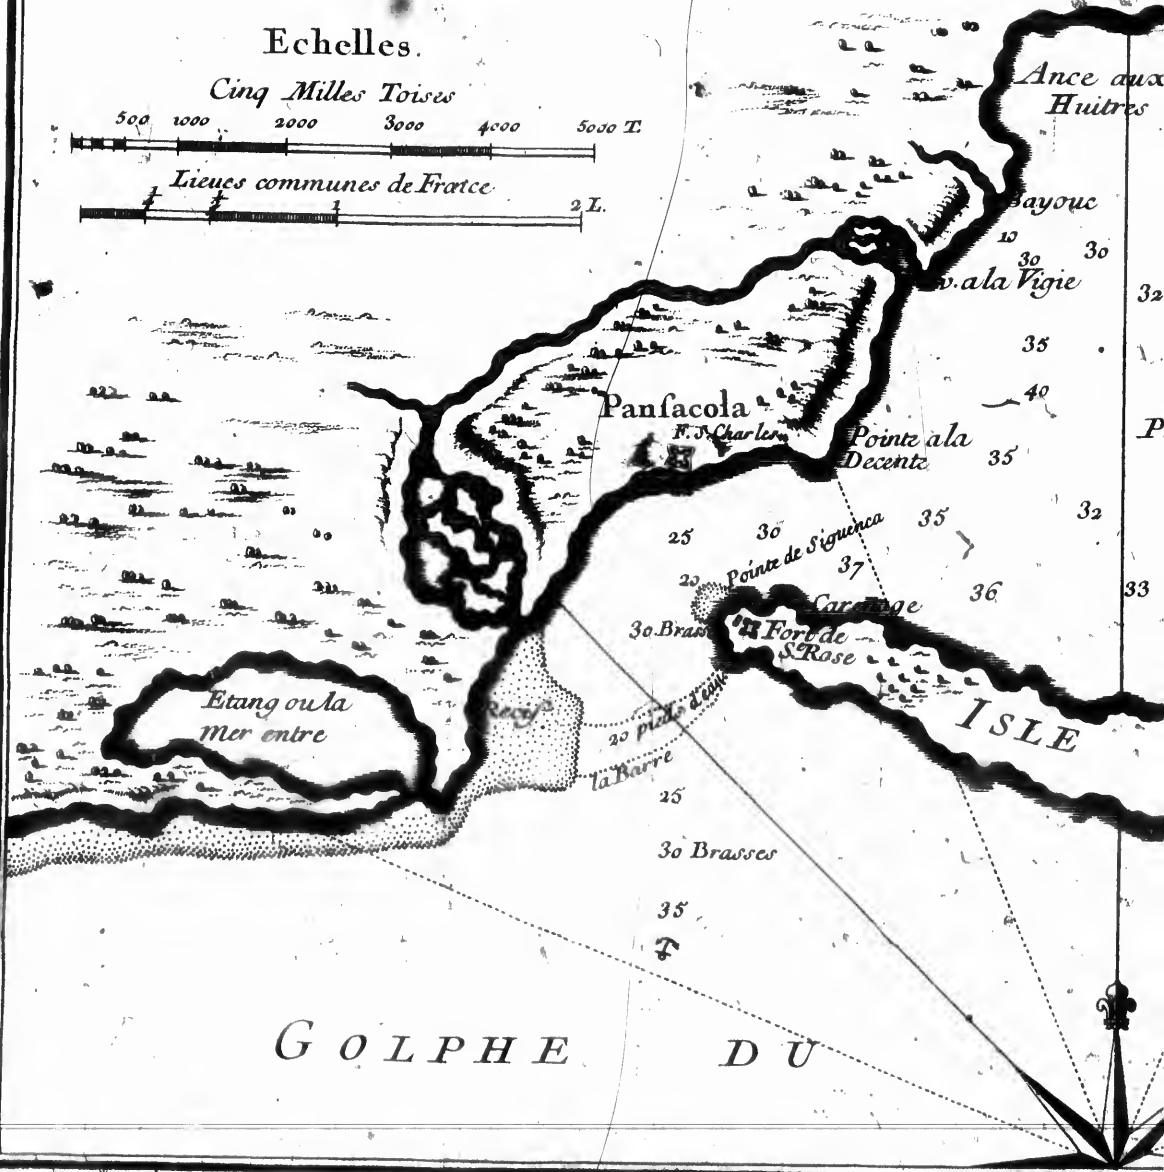 Echelles.
Cinq Milles Toises
500 1000 2000 3000 4000 5000 T.
Lieues communes de France
1 2 L.
Ance aux
Huitres
Bayouc
10
30
30
v. a la Vigie
32
35
40
Panſacola
F. S. Charles
Pointe a la
Decente
35
P
32
35
25
30
Pointe de Siguenca
37
20
36
33
Carenage
30 Brass
Fort de
S.te Rose
ISLE
Etang ou la
Mer entre
Recif
20 pieds d'eau
la Barre
25
30 Brasses
35
GOLPHE DU